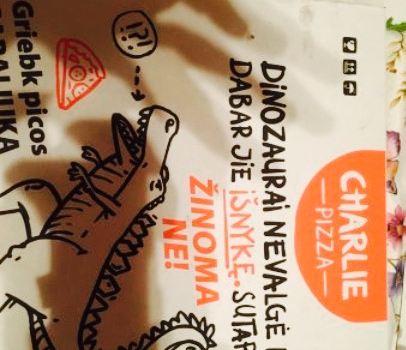 CHARLIE
—PIZZA—
DINOZAURAI NEVALGĖ
DABAR JIE IŠNYKĘ. SUTAP
ŽINOMA
NE!
!?!
Griebk picos